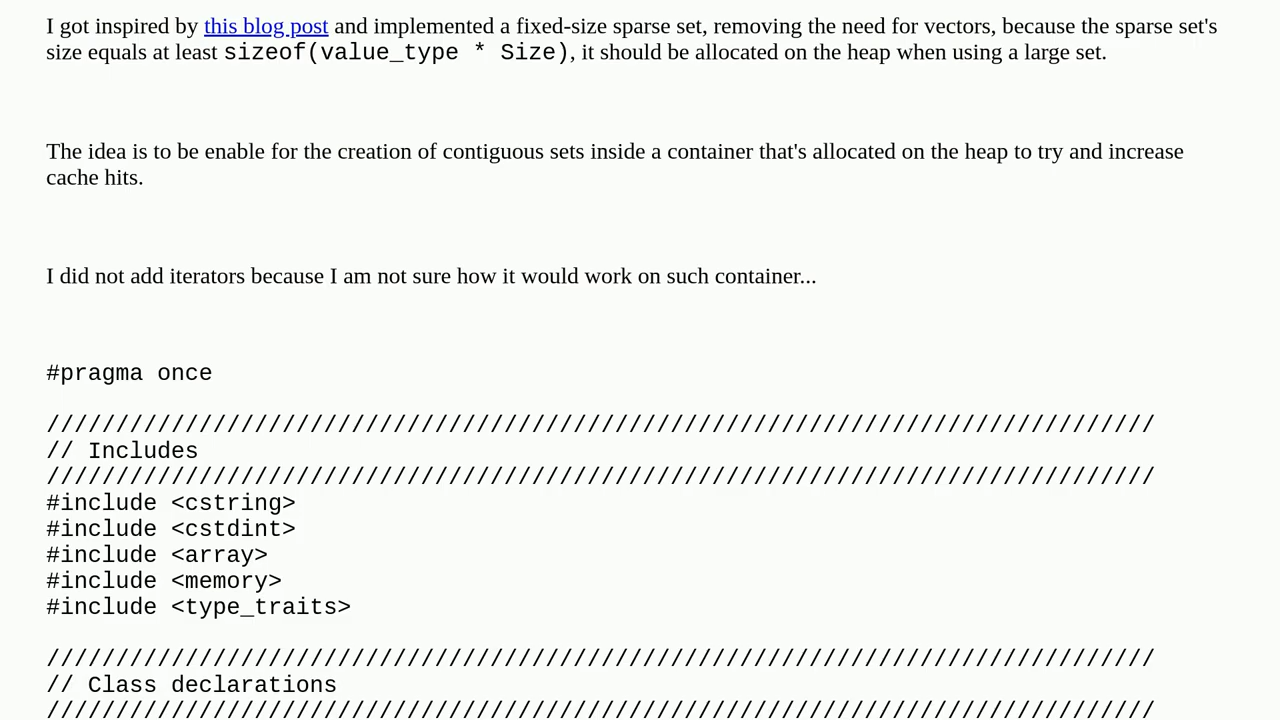 I got inspired by this blog post and implemented a fixed-size sparse set, removing the need for vectors, because the sparse set's
size equals at least sizeof(value_type * Size), it should be allocated on the heap when using a large set.
The idea is to be enable for the creation of contiguous sets inside a container that's allocated on the heap to try and increase
cache hits.
I did not add iterators because I am not sure how it would work on such container...
#pragma once
////////////////////////////////////////////////////////////////////////////////
// Includes
////////////////////////////////////////////////////////////////////////////////
#include <cstring>
#include <cstdint>
#include <array>
#include <memory>
#include <type_traits>
////////////////////////////////////////////////////////////////////////////////
// Class declarations
////////////////////////////////////////////////////////////////////////////////